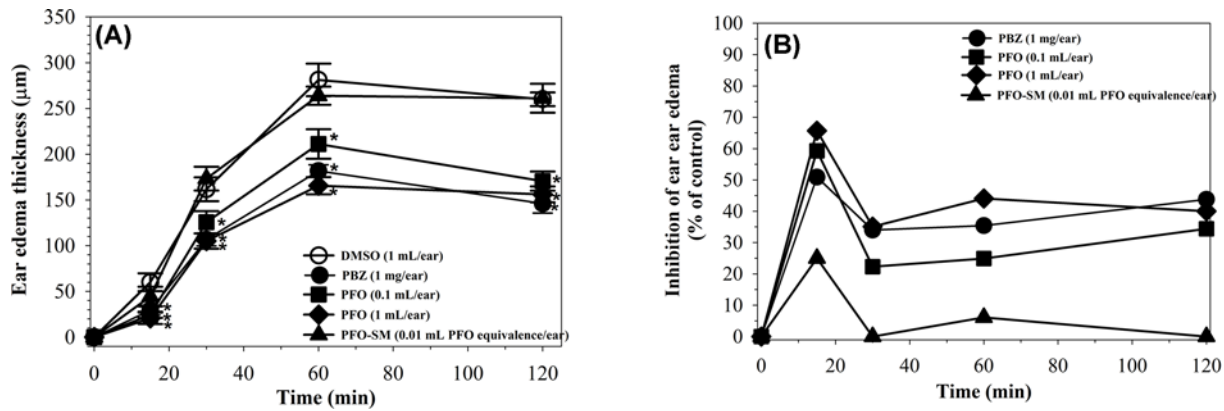 (A)
Ear edema thickness (μm)
350
300
250
200
150
100
50
0
*
*
*
*
*
*
*
*
*
*
*
*
DMSO (1 mL/ear)
PBZ (1 mg/ear)
PFO (0.1 mL/ear)
PFO (1 mL/ear)
PFO-SM (0.01 mL PFO equivalence/ear)
0 20 40 60 80 100 120
Time (min)
(B)
Inhibition of ear ear edema
(% of control)
100
90
80
70
60
50
40
30
20
10
0
PBZ (1 mg/ear)
PFO (0.1 mL/ear)
PFO (1 mL/ear)
PFO-SM (0.01 mL PFO equivalence/ear)
0 20 40 60 80 100 120
Time (min)